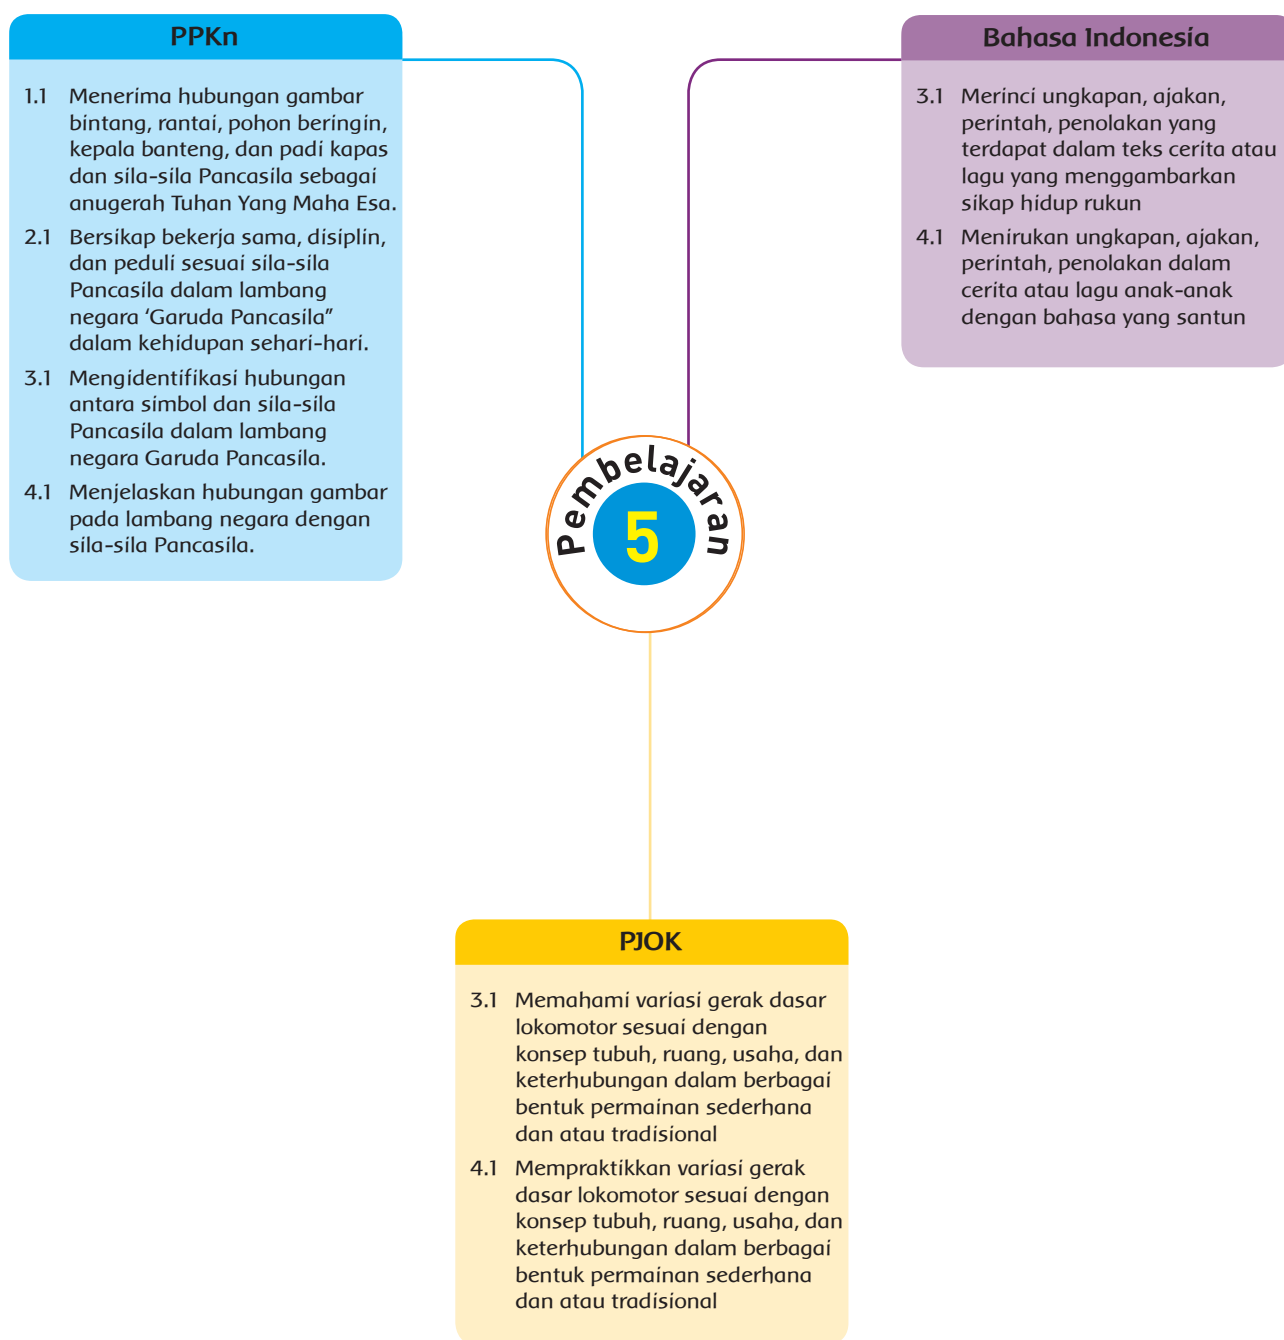 PPKn
1.1 Menerima hubungan gambar
bintang, rantai, pohon beringin,
kepala banteng, dan padi kapas
dan sila-sila Pancasila sebagai
anugerah Tuhan Yang Maha Esa.
2.1 Bersikap bekerja sama, disiplin,
dan peduli sesuai sila-sila
Pancasila dalam lambang
negara ‘Garuda Pancasila”
dalam kehidupan sehari-hari.
3.1 Mengidentifikasi hubungan
antara simbol dan sila-sila
Pancasila dalam lambang
negara Garuda Pancasila.
4.1 Menjelaskan hubungan gambar
pada lambang negara dengan
sila-sila Pancasila.
Bahasa Indonesia
3.1 Merinci ungkapan, ajakan,
perintah, penolakan yang
terdapat dalam teks cerita atau
lagu yang menggambarkan
sikap hidup rukun
4.1 Menirukan ungkapan, ajakan,
perintah, penolakan dalam
cerita atau lagu anak-anak
dengan bahasa yang santun
Pembelajaran
5
PJOK
3.1 Memahami variasi gerak dasar
lokomotor sesuai dengan
konsep tubuh, ruang, usaha, dan
keterhubungan dalam berbagai
bentuk permainan sederhana
dan atau tradisional
4.1 Mempraktikkan variasi gerak
dasar lokomotor sesuai dengan
konsep tubuh, ruang, usaha, dan
keterhubungan dalam berbagai
bentuk permainan sederhana
dan atau tradisional